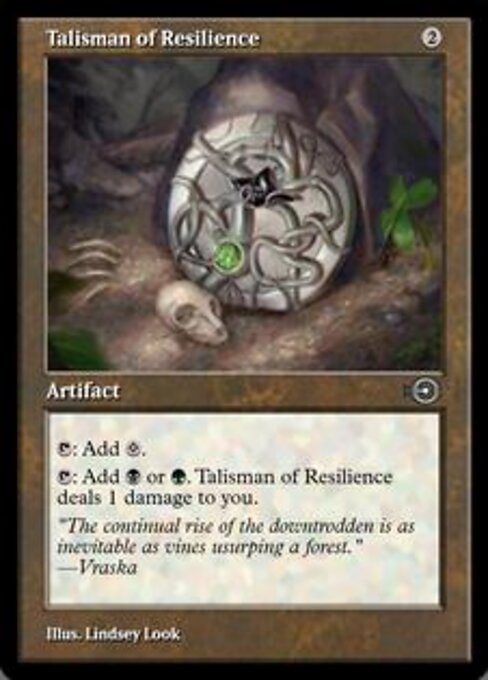 Talisman of Resilience 2
Artifact
: Add .
: Add or . Talisman of Resilience
deals 1 damage to you.
"The continual rise of the downtrodden is as
inevitable as vines usurping a forest."
—Vraska
Illus. Lindsey Look